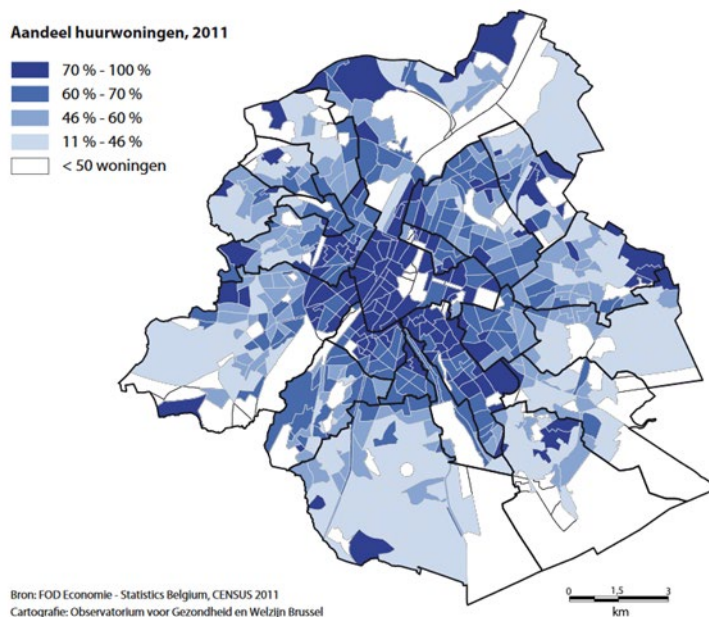 Aandeel huurwoningen, 2011
70 % - 100 %
60 % - 70 %
46 % - 60 %
11 % - 46 %
< 50 woningen
Bron: FOD Economie - Statistics Belgium, CENSUS 2011
Cartografie: Observatorium voor Gezondheid en Welzijn Brussel
0 1,5 3
km